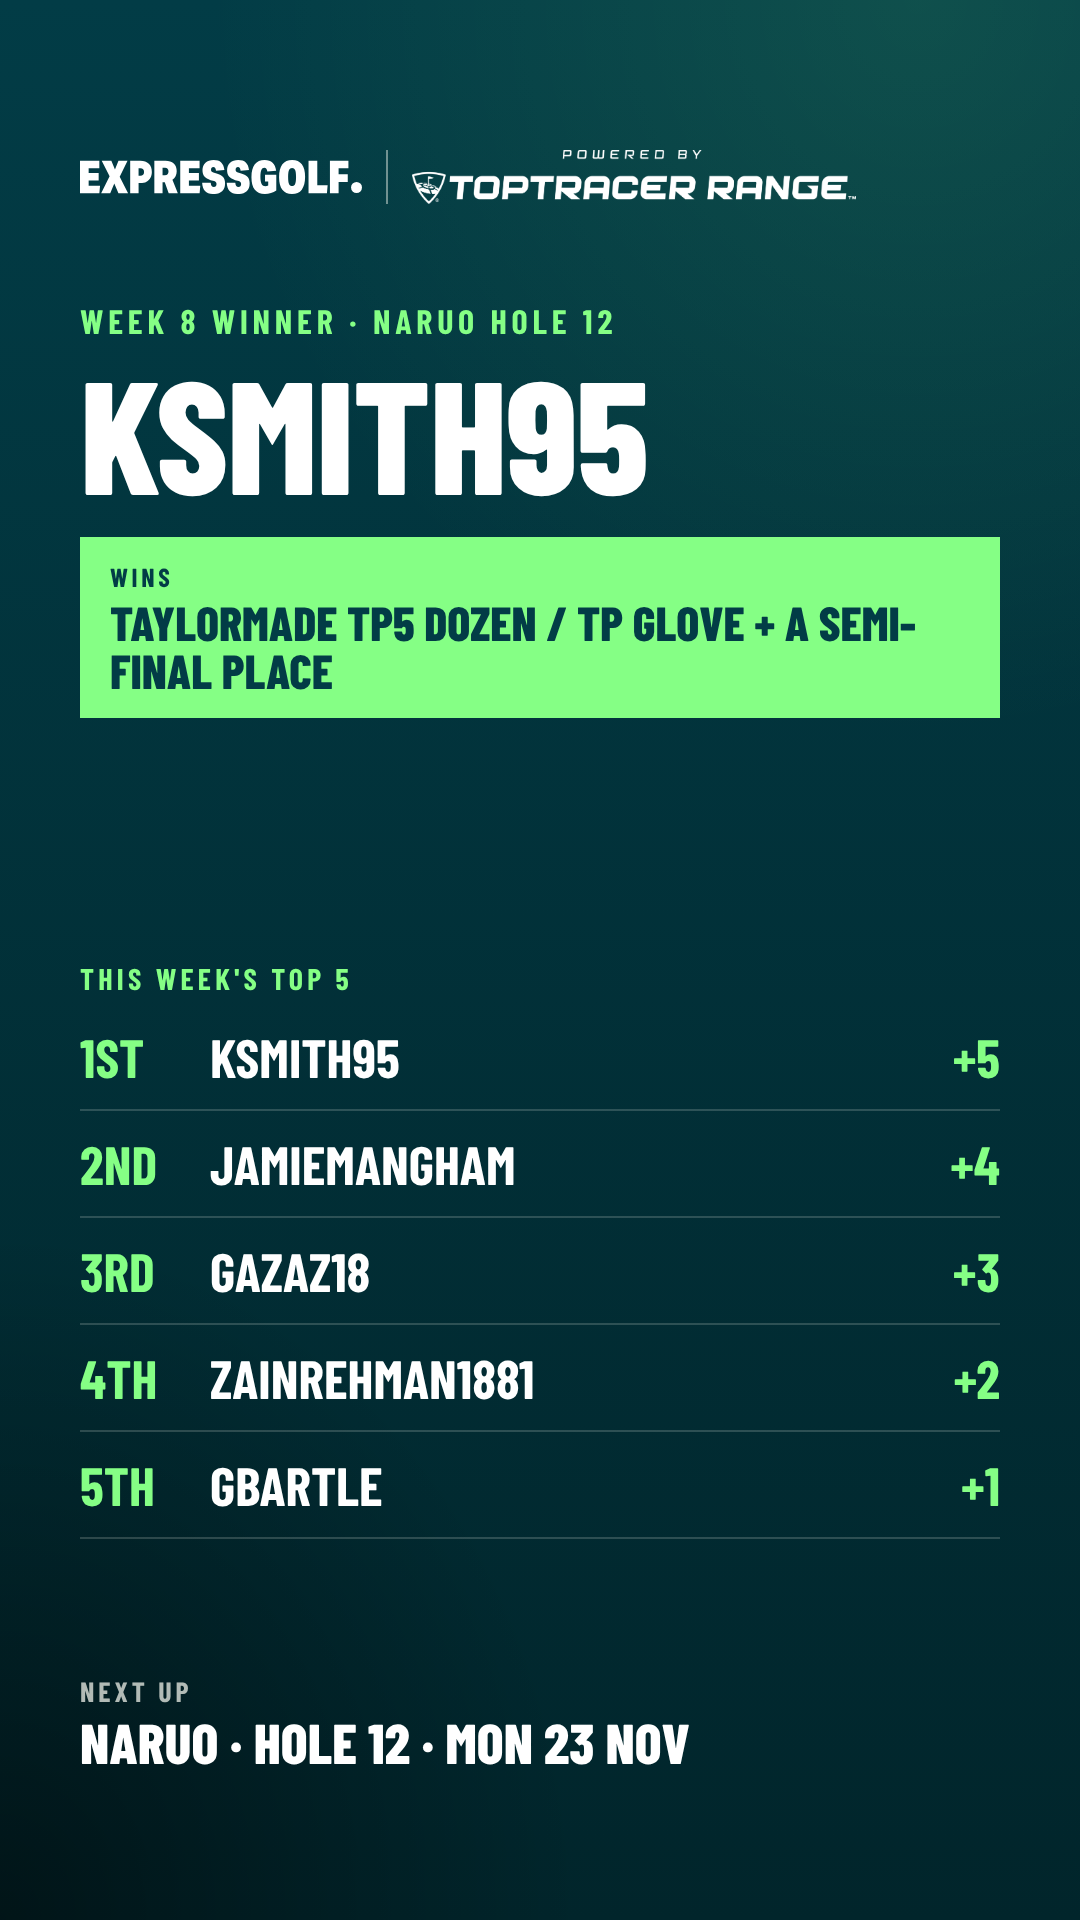 EXPRESSGOLF.
POWERED BY
TOPTRACER RANGE™
WEEK 8 WINNER · NARUO HOLE 12
KSMITH95
WINS
TAYLORMADE TP5 DOZEN / TP GLOVE + A SEMI-
FINAL PLACE
THIS WEEK'S TOP 5
1ST KSMITH95 +5
2ND JAMIEMANGHAM +4
3RD GAZAZ18 +3
4TH ZAINREHMAN1881 +2
5TH GBARTLE +1
NEXT UP
NARUO · HOLE 12 · MON 23 NOV